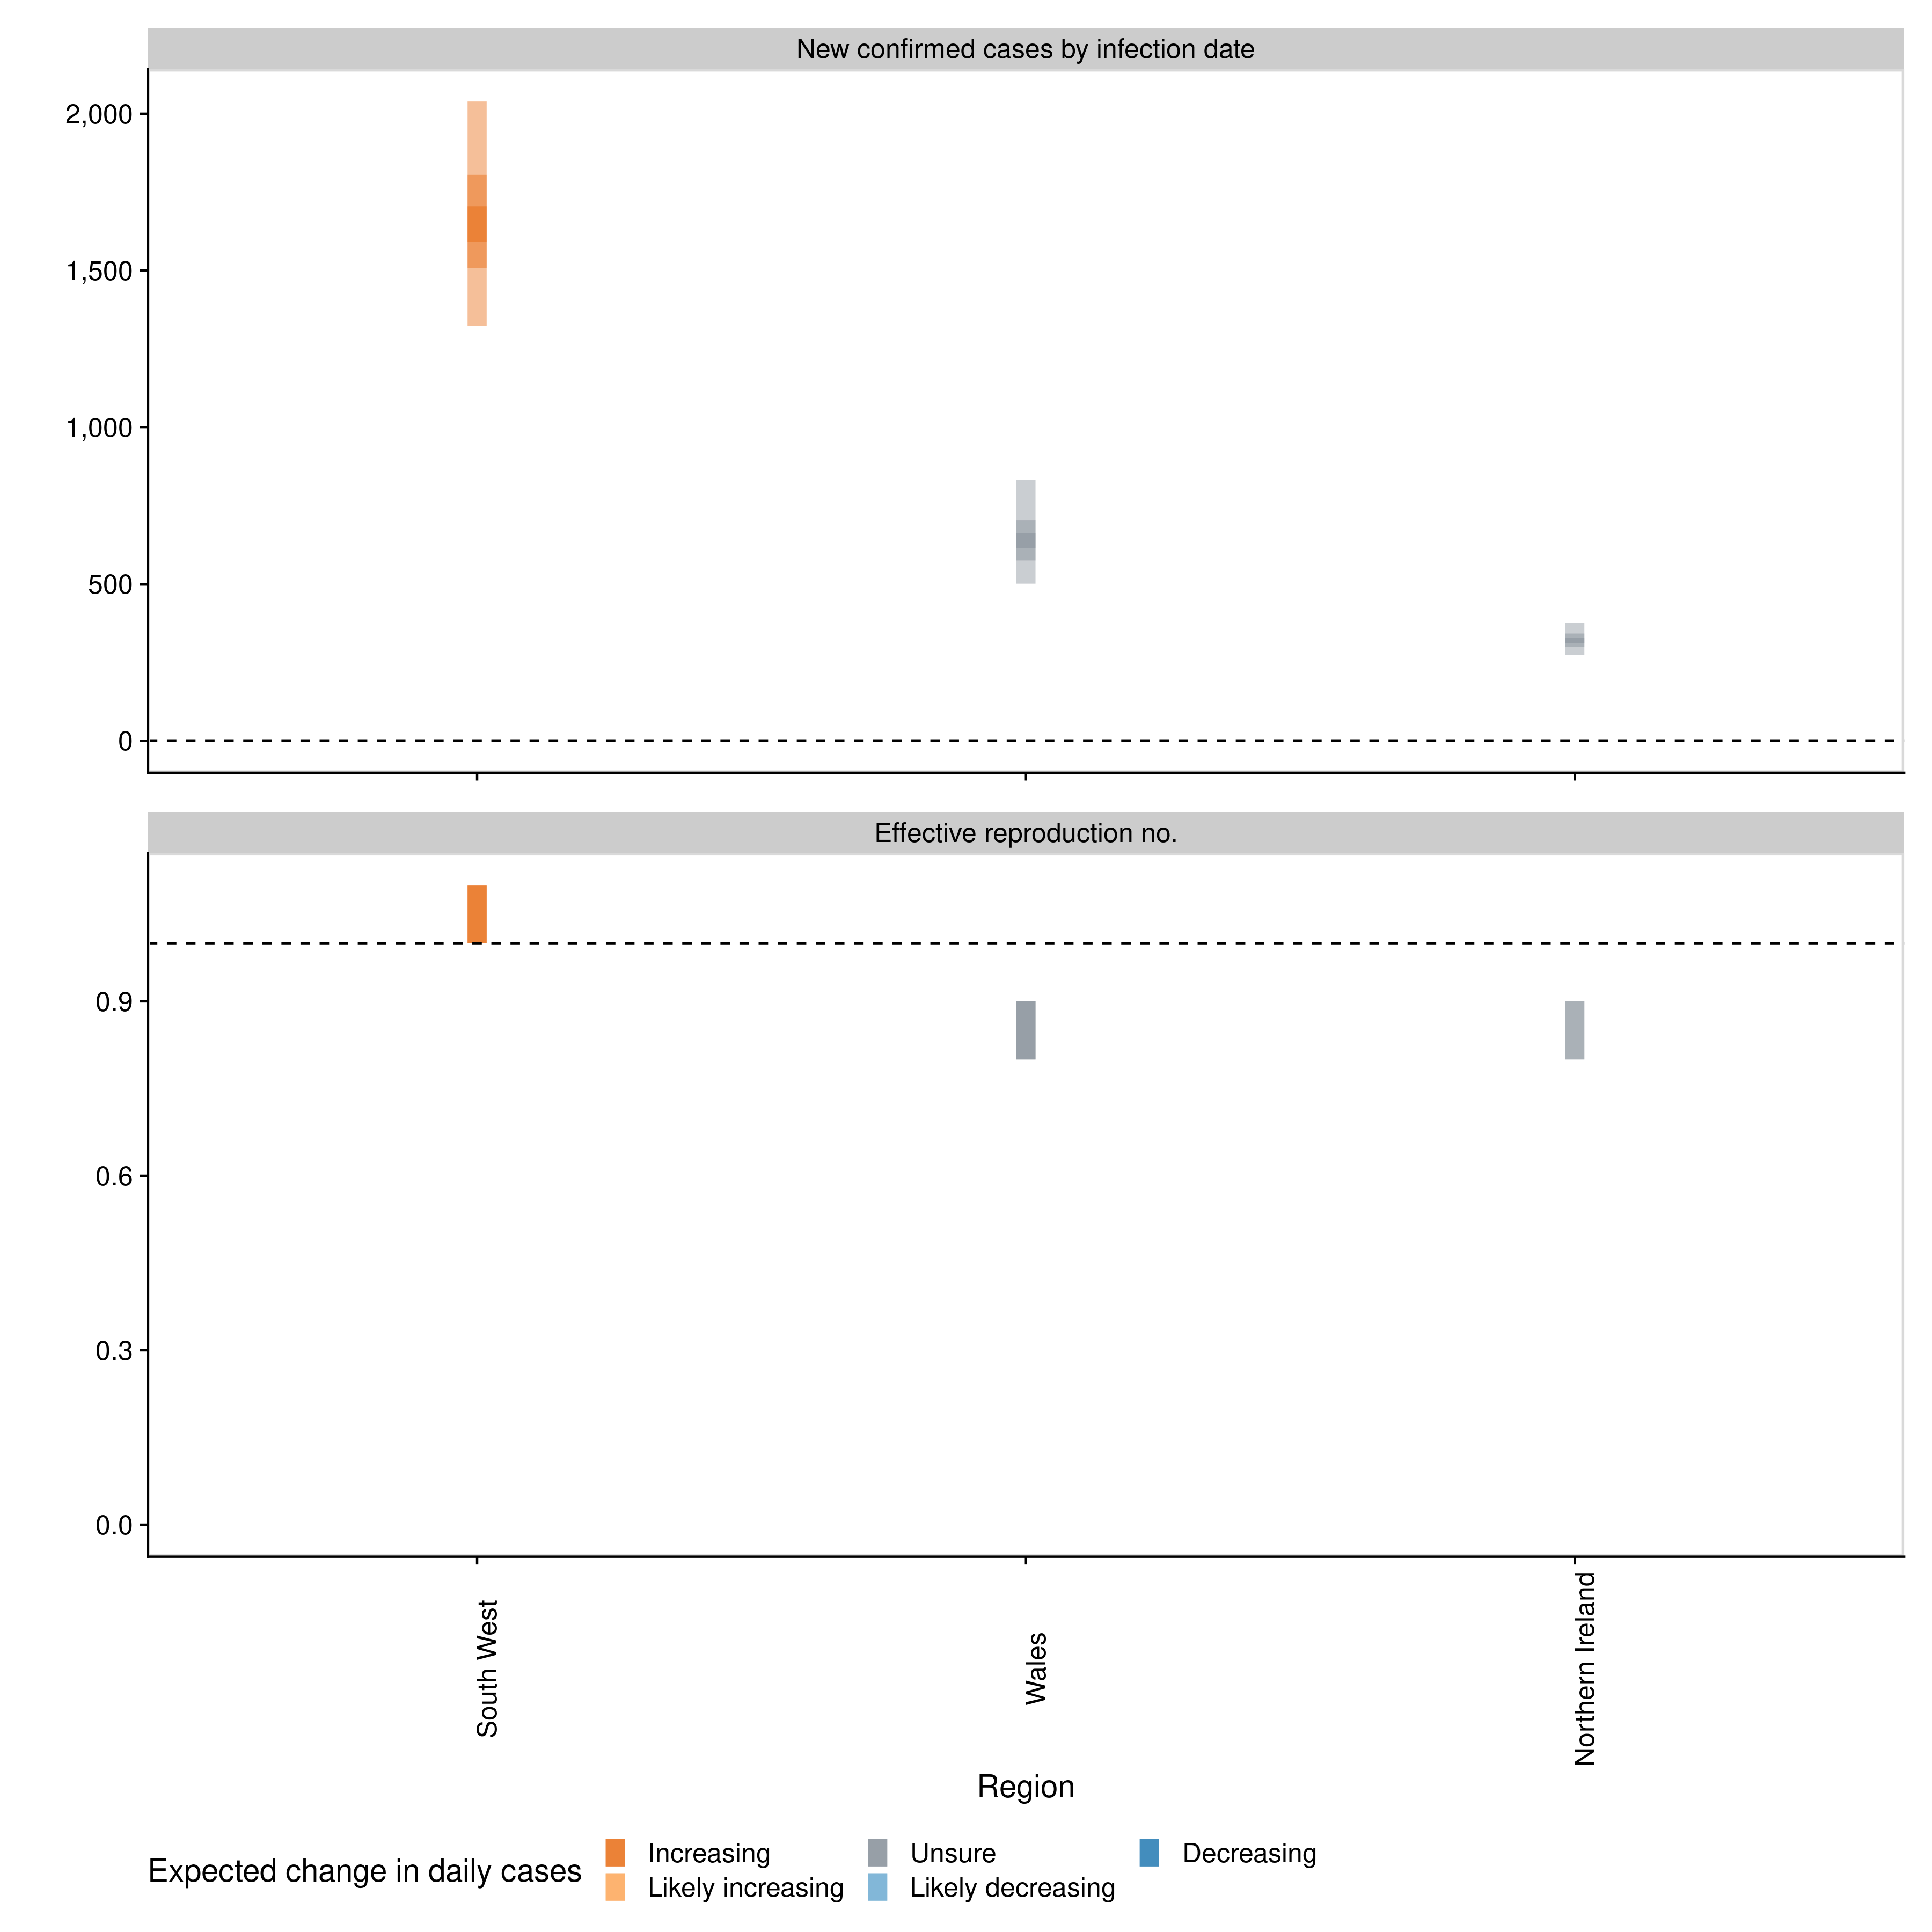 New confirmed cases by infection date
2,000
1,500
1,000
500
0
Effective reproduction no.
0.9
0.6
0.3
0.0
South West
Wales
Northern Ireland
Region
Expected change in daily cases
Increasing
Unsure
Decreasing
Likely increasing
Likely decreasing